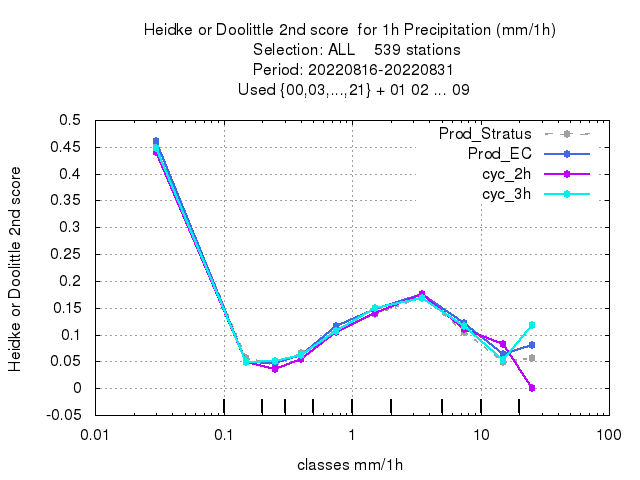 Heidke or Doolittle 2nd score  for 1h Precipitation (mm/1h)
Selection: ALL    539 stations
Period: 20220816-20220831
Used {00,03,...,21} + 01 02 ... 09
Heidke or Doolittle 2nd score
0.5
0.45
0.4
0.35
0.3
0.25
0.2
0.15
0.1
0.05
0
-0.05
Prod_Stratus
Prod_EC
cyc_2h
cyc_3h
0.01 0.1 1 10 100
classes mm/1h